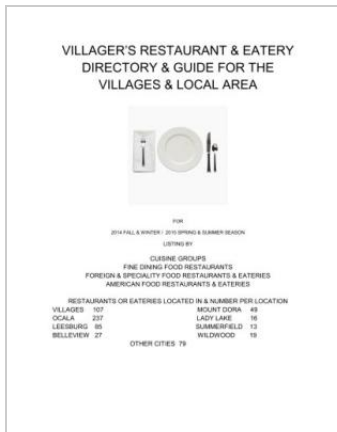 VILLAGER'S RESTAURANT & EATERY
DIRECTORY & GUIDE FOR THE
VILLAGES & LOCAL AREA
FOR
2014 FALL & WINTER / 2015 SPRING & SUMMER SEASON
LISTING BY
CUISINE GROUPS
FINE DINING FOOD RESTAURANTS
FOREIGN & SPECIALITY FOOD RESTAURANTS & EATERIES
AMERICAN FOOD RESTAURANTS & EATERIES
RESTAURANTS OR EATERIES LOCATED IN & NUMBER PER LOCATION
VILLAGES 107 MOUNT DORA 49
OCALA 237 LADY LAKE 16
LEESBURG 65 SUMMERFIELD 13
BELLEVIEW 27 WILDWOOD 19
OTHER CITIES 79